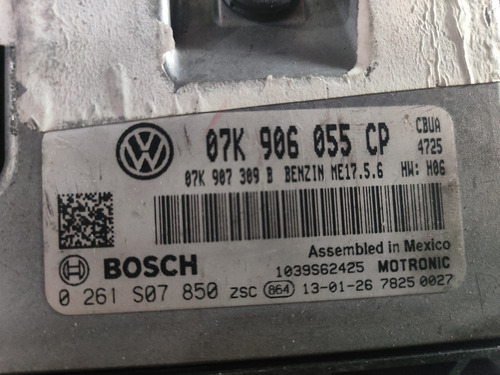 07K 906 055 CP CBUA
4725
07K 907 309 B BENZIN ME17.5.6 HW: H06
Assembled in Mexico
BOSCH 1039S62425 MOTRONIC
0 261 S07 850 ZSC 864 13-01-26 7825 0027